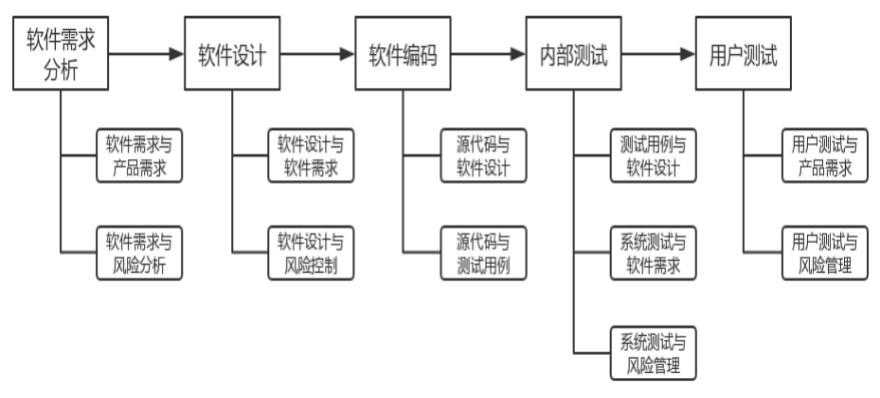 软件需求
分析
软件设计
软件编码
内部测试
用户测试
软件需求与
产品需求
软件设计与
软件需求
源代码与
软件设计
测试用例与
软件设计
用户测试与
产品需求
软件需求与
风险分析
软件设计与
风险控制
源代码与
测试用例
系统测试与
软件需求
用户测试与
风险管理
系统测试与
风险管理